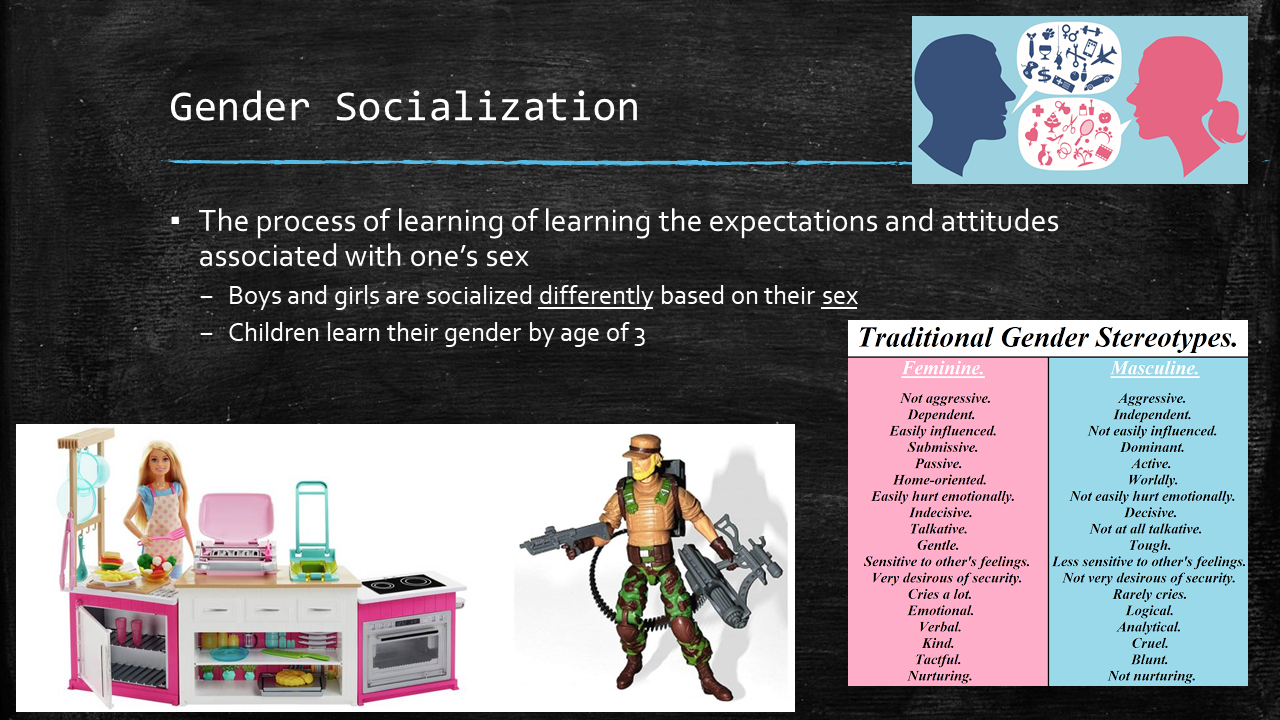 Gender Socialization
▪ The process of learning of learning the expectations and attitudes
associated with one's sex
– Boys and girls are socialized differently based on their sex
– Children learn their gender by age of 3
Traditional Gender Stereotypes.
Feminine.
Not aggressive.
Dependent.
Easily influenced.
Submissive.
Passive.
Home-oriented.
Easily hurt emotionally.
Indecisive.
Talkative.
Gentle.
Sensitive to other's feelings.
Very desirous of security.
Cries a lot.
Emotional.
Verbal.
Kind.
Tactful.
Nurturing.
Masculine.
Aggressive.
Independent.
Not easily influenced.
Dominant.
Active.
Worldly.
Not easily hurt emotionally.
Decisive.
Not at all talkative.
Tough.
Less sensitive to other's feelings.
Not very desirous of security.
Rarely cries.
Logical.
Analytical.
Cruel.
Blunt.
Not nurturing.